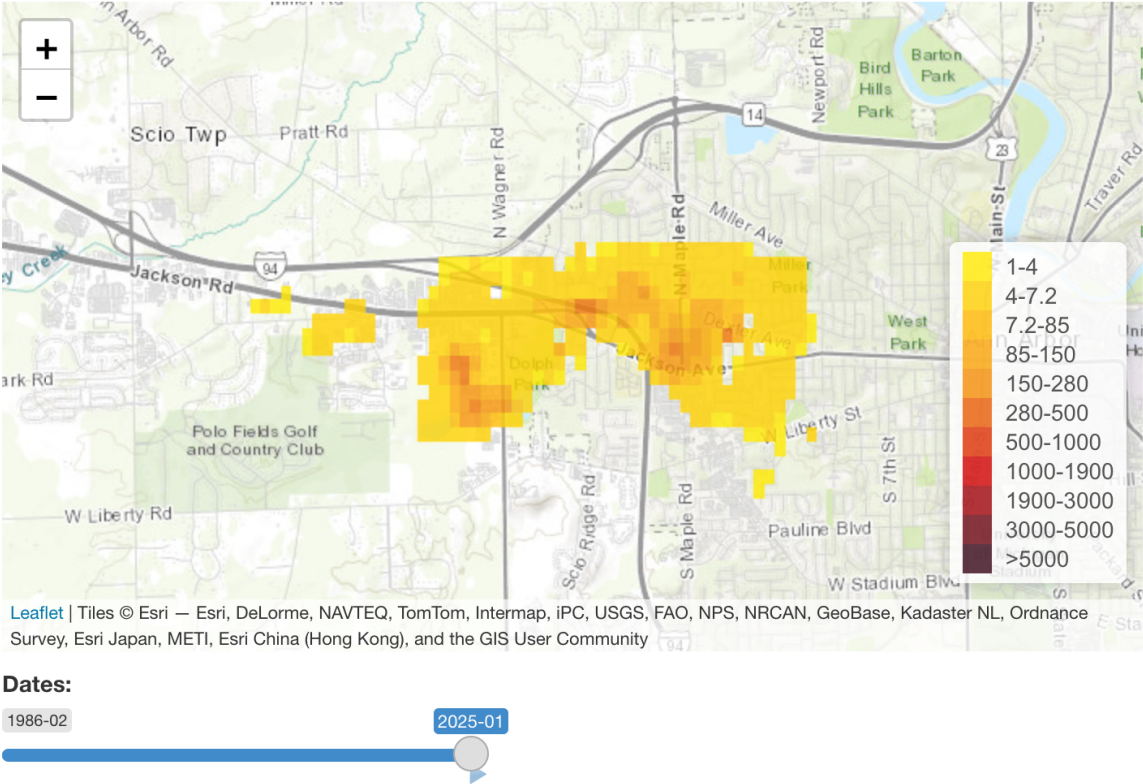 +
−
Arbor Rd
Miller Rd
Newport Rd
Barton
Park
Bird
Hills
Park
14
Scio Twp
Pratt Rd
N Wagner Rd
23
Traver Rd
N Maple Rd
Miller Ave
Main St
Creek
94
Jackson Rd
Miller
Park
Dexter Ave
West
Park
Ann Arbor
Jackson Ave
Dolph
Park
ark Rd
Polo Fields Golf
and Country Club
W Liberty St
S 7th St
W Liberty Rd
Scio Ridge Rd
S Maple Rd
Pauline Blvd
W Stadium Blvd
Stadium
1-4
4-7.2
7.2-85
85-150
150-280
280-500
500-1000
1000-1900
1900-3000
3000-5000
>5000
94
E Sta
Leaflet | Tiles © Esri — Esri, DeLorme, NAVTEQ, TomTom, Intermap, iPC, USGS, FAO, NPS, NRCAN, GeoBase, Kadaster NL, Ordnance
Survey, Esri Japan, METI, Esri China (Hong Kong), and the GIS User Community
Dates:
1986-02
2025-01